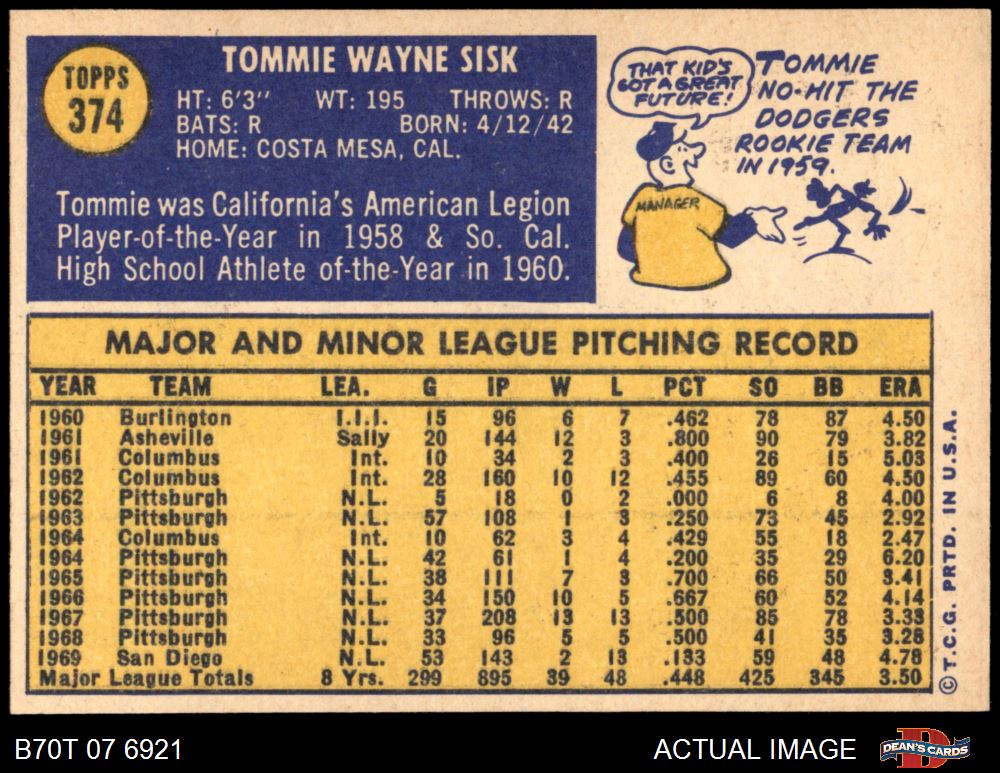 TOPPS
374
TOMMIE WAYNE SISK
HT: 6'3" WT: 195 THROWS: R
BATS: R BORN: 4/12/42
HOME: COSTA MESA, CAL.
Tommie was California's American Legion
Player-of-the-Year in 1958 & So. Cal.
High School Athlete of-the-Year in 1960.
THAT KID'S
GOT A GREAT
FUTURE!
TOMMIE
NO-HIT THE
DODGERS
ROOKIE TEAM
IN 1959.
MANAGER
MAJOR AND MINOR LEAGUE PITCHING RECORD
YEAR TEAM LEA. G IP W L PCT SO BB ERA
1960 Burlington I.I.I. 15 96 6 7 .462 78 87 4.50
1961 Asheville Sally 20 144 12 3 .800 90 79 3.82
1961 Columbus Int. 10 34 2 3 .400 26 15 5.03
1962 Columbus Int. 28 160 10 12 .455 89 60 4.50
1962 Pittsburgh N.L. 5 18 0 2 .000 6 8 4.00
1963 Pittsburgh N.L. 57 108 1 3 .250 73 45 2.92
1964 Columbus Int. 10 62 3 4 .429 55 18 2.47
1964 Pittsburgh N.L. 42 61 1 4 .200 35 29 6.20
1965 Pittsburgh N.L. 38 111 7 3 .700 66 50 3.41
1966 Pittsburgh N.L. 34 150 10 5 .667 60 52 4.14
1967 Pittsburgh N.L. 37 208 13 13 .500 85 78 3.33
1968 Pittsburgh N.L. 33 96 5 5 .500 41 35 3.28
1969 San Diego N.L. 53 143 2 13 .133 59 48 4.78
Major League Totals 8 Yrs. 299 895 39 48 .448 425 345 3.50
© T.C.G. PRTD. IN U.S.A.
B70T 07 6921 ACTUAL IMAGE
DEAN'S CARDS